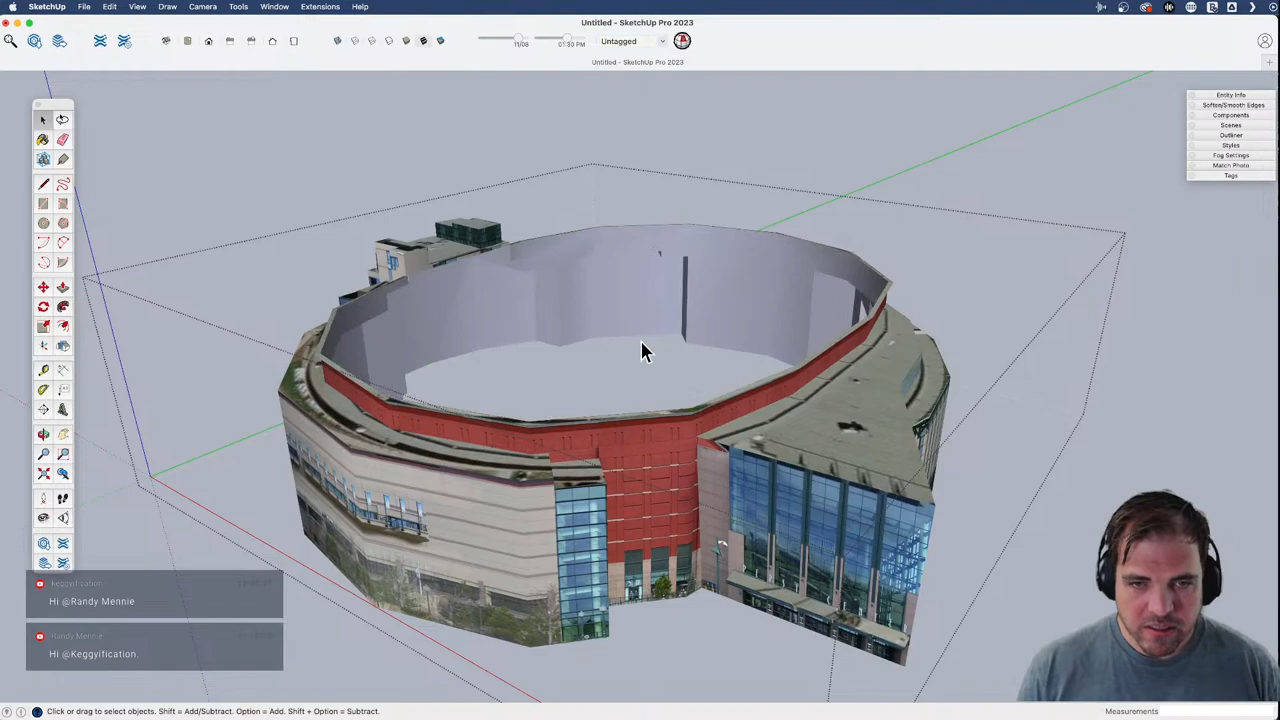 SketchUp File Edit View Draw Camera Tools Window Extensions Help
Untitled - SketchUp Pro 2023
11/08 01:30 PM Untagged
Untitled - SketchUp Pro 2023
Entity Info
Soften/Smooth Edges
Components
Scenes
Outliner
Styles
Fog Settings
Match Photo
Tags
keggyification
Hi @Randy Mennie
Randy Mennie
Hi @Keggyification.
Click or drag to select objects. Shift = Add/Subtract. Option = Add. Shift + Option = Subtract.
Measurements